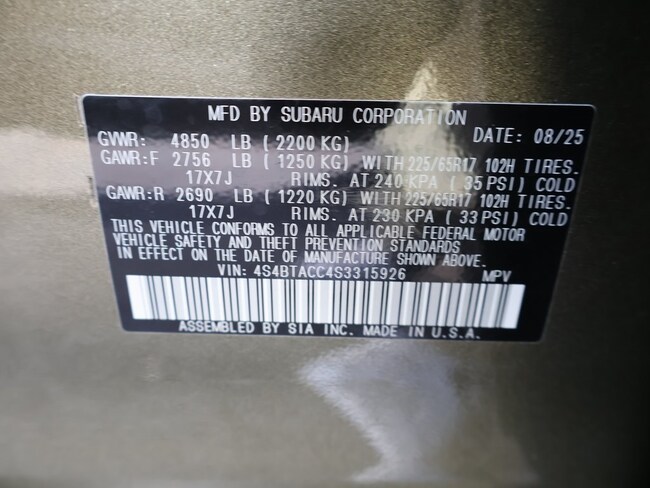 MFD BY SUBARU CORPORATION
GVWR: 4850 LB ( 2200 KG) DATE: 08/25
GAWR:F 2756 LB ( 1250 KG) WITH 225/65R17 102H TIRES.
17X7J RIMS. AT 240 KPA ( 35 PSI) COLD
GAWR:R 2690 LB ( 1220 KG) WITH 225/65R17 102H TIRES.
17X7J RIMS. AT 230 KPA ( 33 PSI) COLD
THIS VEHICLE CONFORMS TO ALL APPLICABLE FEDERAL MOTOR
VEHICLE SAFETY AND THEFT PREVENTION STANDARDS
IN EFFECT ON THE DATE OF MANUFACTURE SHOWN ABOVE.
VIN: 4S4BTACC4S3315926 MPV
ASSEMBLED BY SIA INC. MADE IN U.S.A.